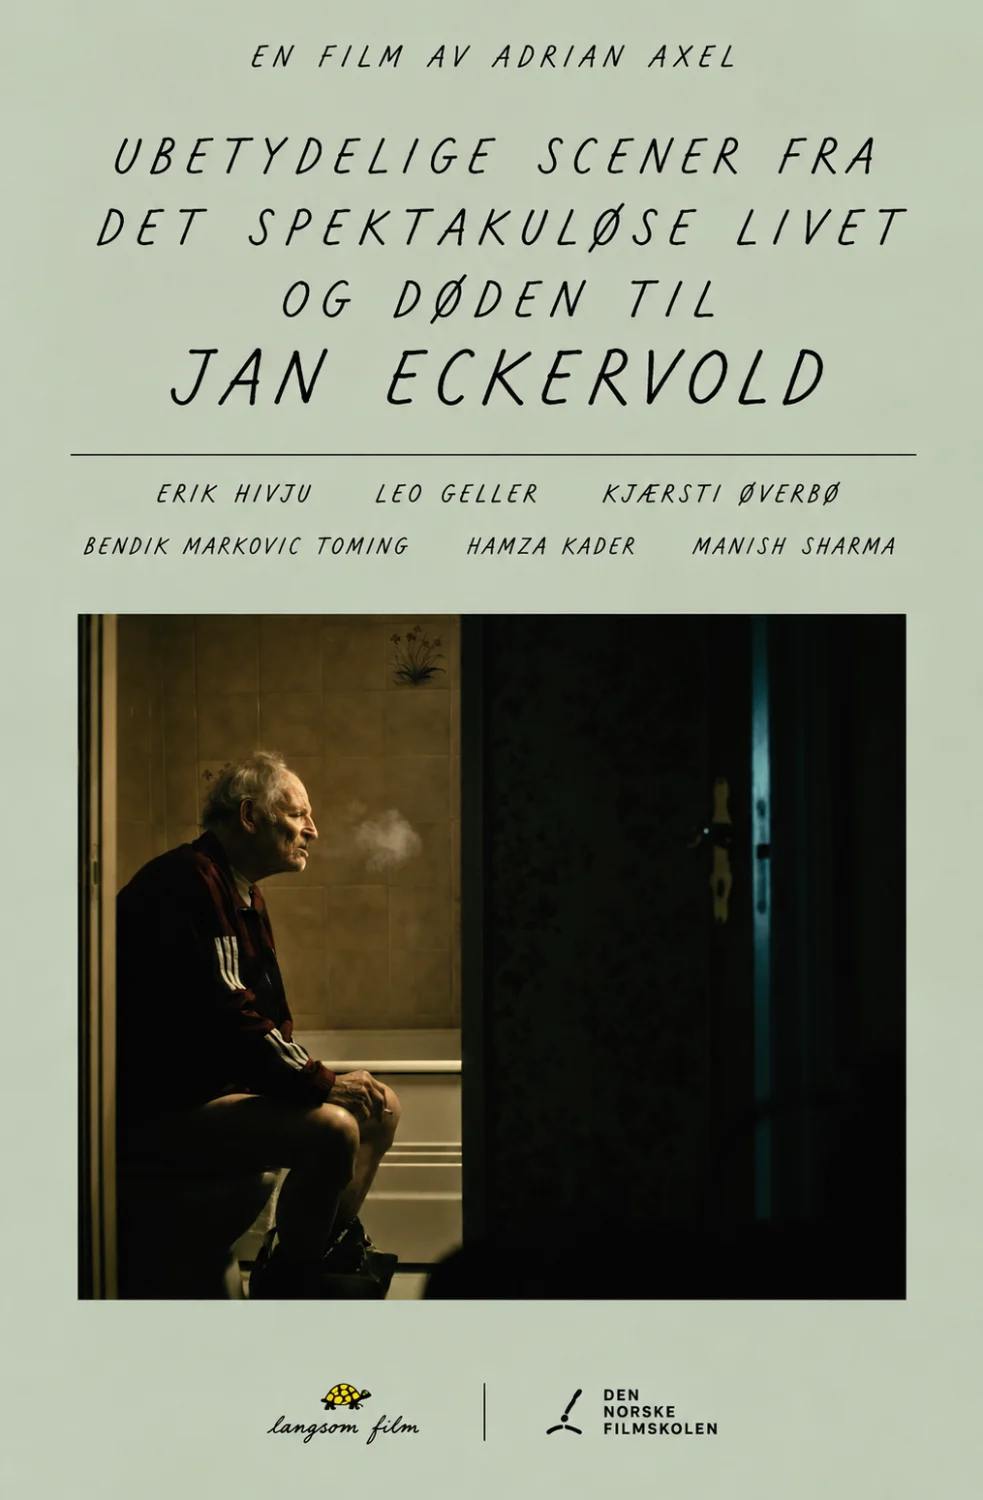 EN FILM AV ADRIAN AXEL
UBETYDELIGE SCENER FRA
DET SPEKTAKULØSE LIVET
OG DØDEN TIL
JAN ECKERVOLD
ERIK HIVJU LEO GELLER KJÆRSTI ØVERBØ
BENDIK MARKOVIC TOMING HAMZA KADER MANISH SHARMA
langsom film
DEN
NORSKE
FILMSKOLEN